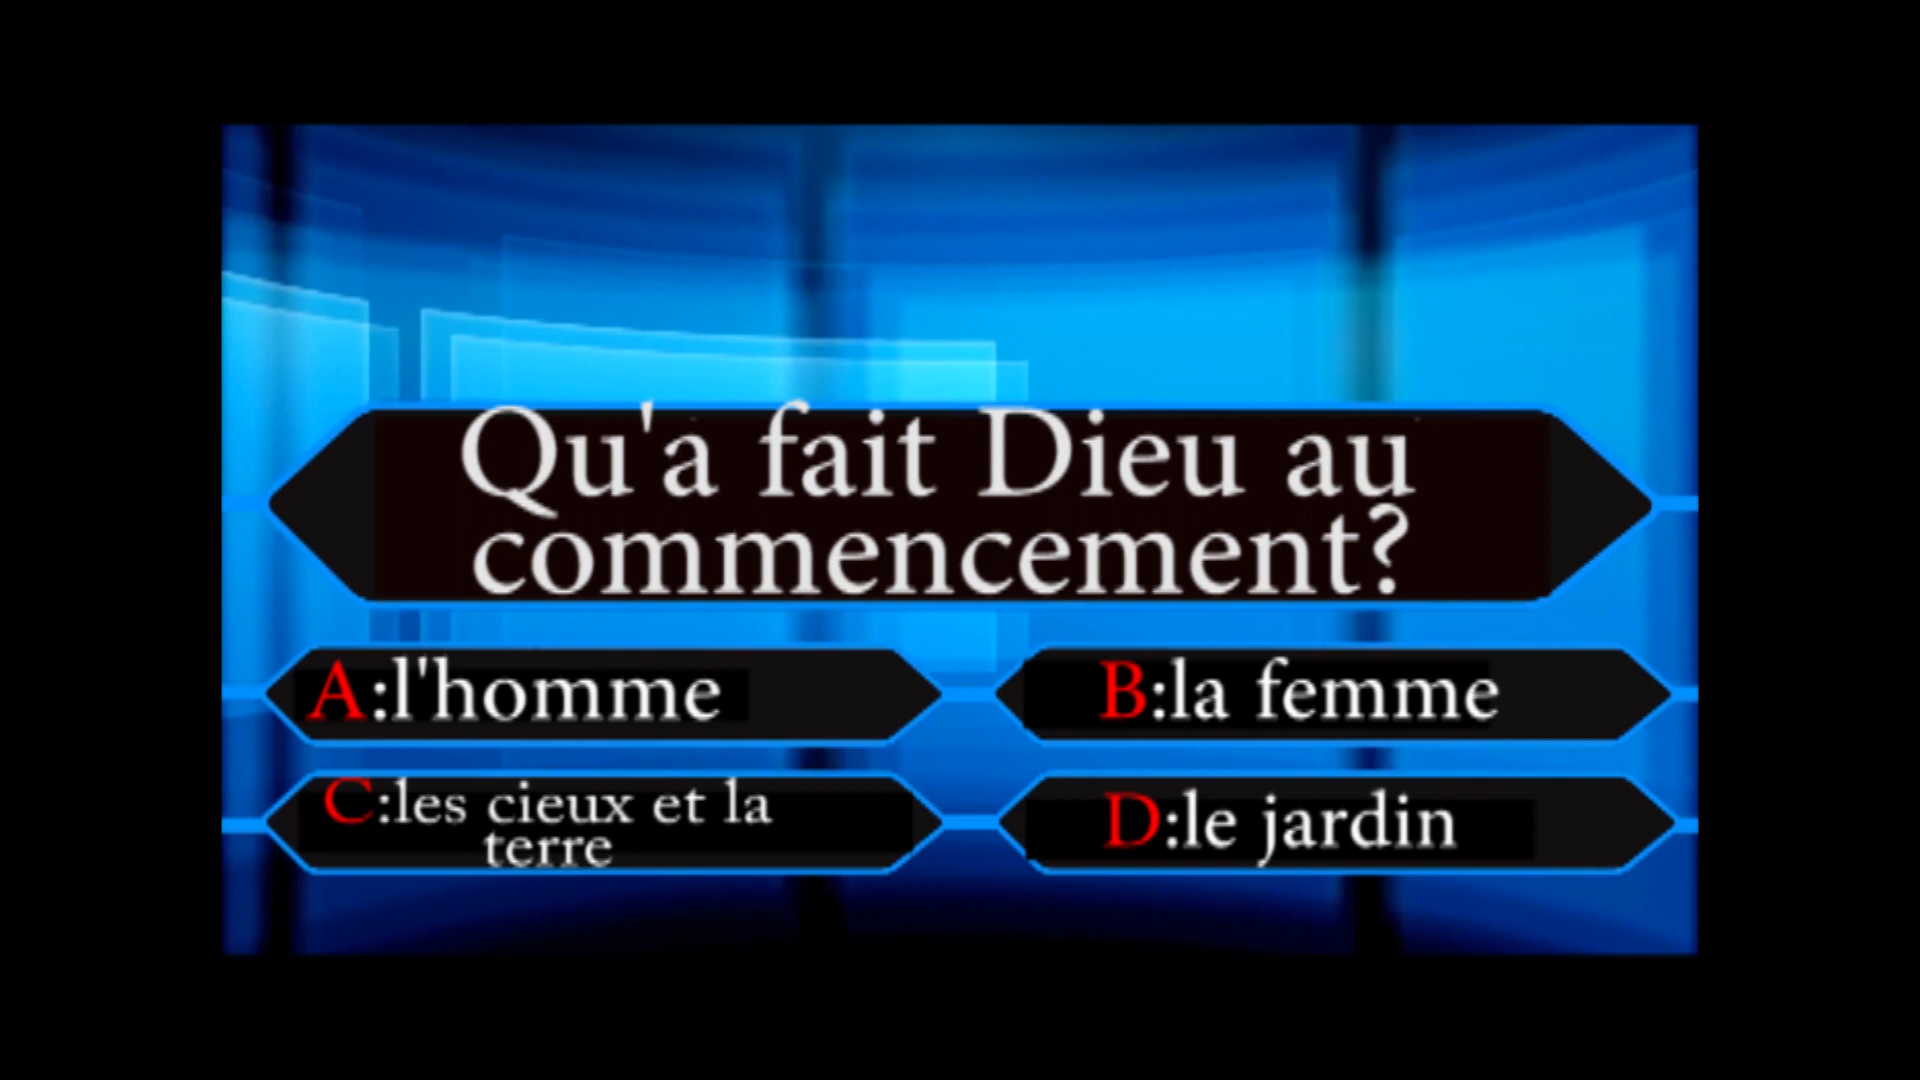 Qu'a fait Dieu au
commencement?
A:l'homme
B:la femme
C:les cieux et la
terre
D:le jardin